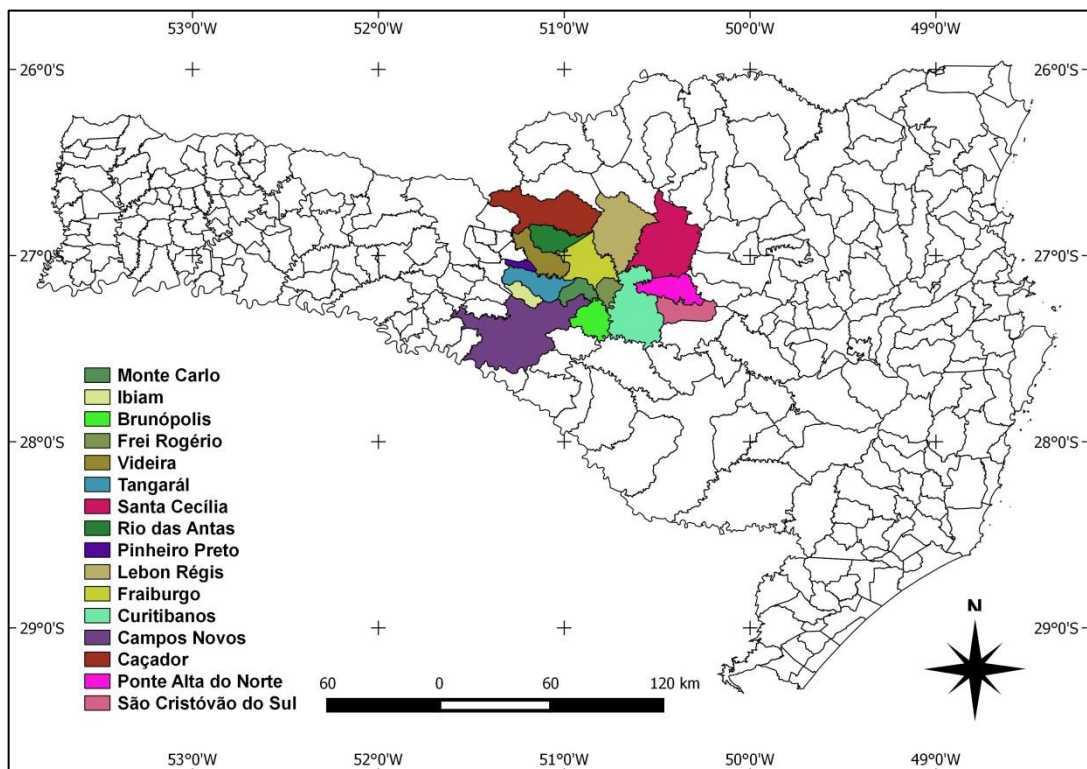 53°0'W 52°0'W 51°0'W 50°0'W 49°0'W
26°0'S 26°0'S
27°0'S 27°0'S
28°0'S 28°0'S
29°0'S 29°0'S
Monte Carlo
Ibiam
Brunópolis
Frei Rogério
Videira
Tangarál
Santa Cecília
Rio das Antas
Pinheiro Preto
Lebon Régis
Fraiburgo
Curitibanos
Campos Novos
Caçador
Ponte Alta do Norte
São Cristóvão do Sul
60 0 60 120 km
N
53°0'W 52°0'W 51°0'W 50°0'W 49°0'W